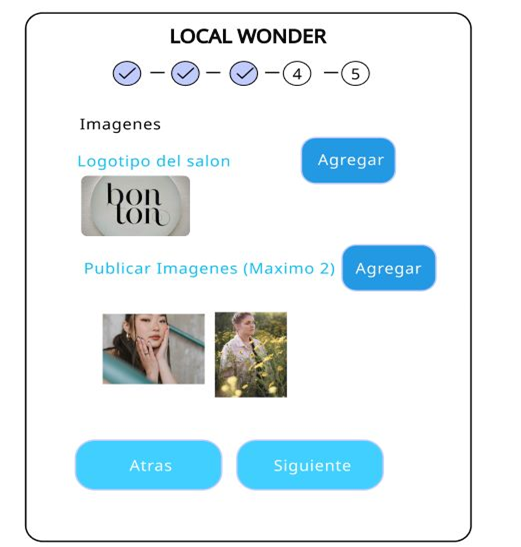 LOCAL WONDER
4
5
Imagenes
Logotipo del salon
Agregar
bon
ton
Publicar Imagenes (Maximo 2)
Agregar
Atras
Siguiente